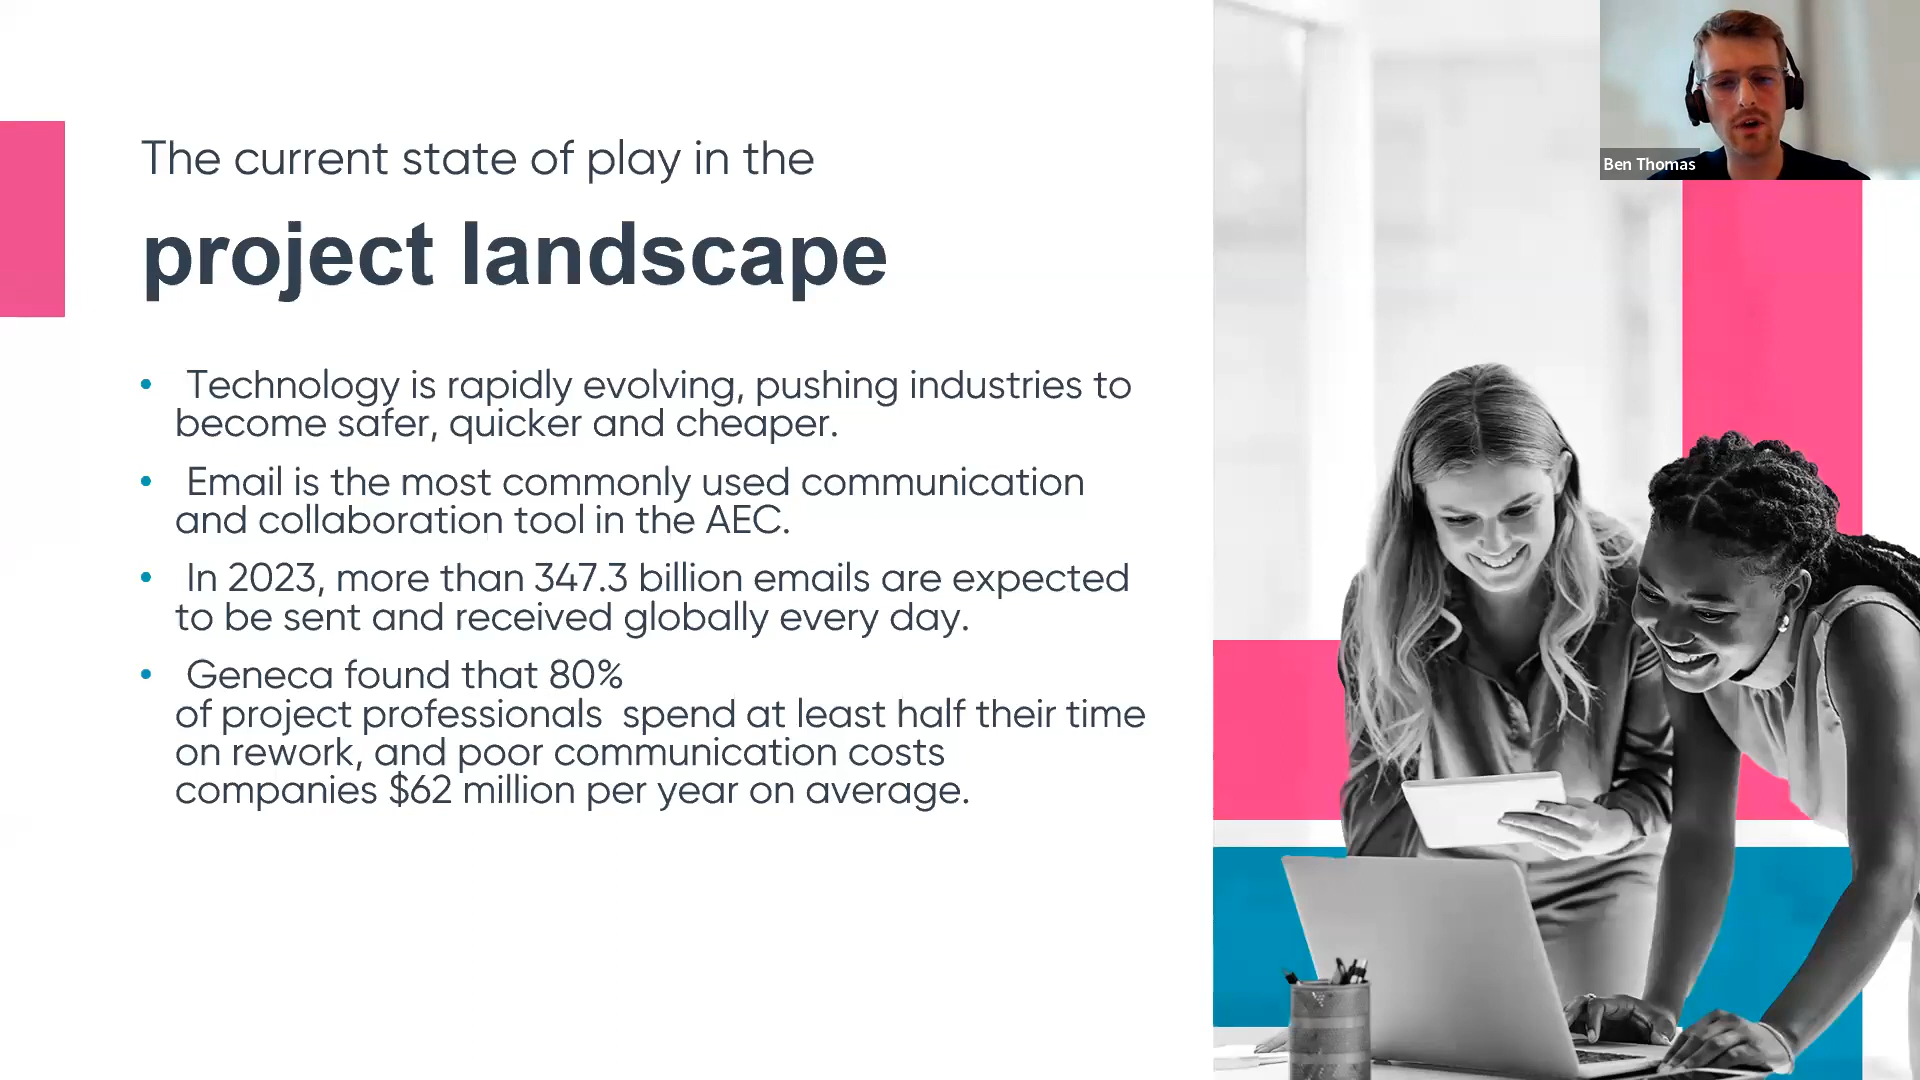 The current state of play in the
project landscape
• Technology is rapidly evolving, pushing industries to
become safer, quicker and cheaper.
• Email is the most commonly used communication
and collaboration tool in the AEC.
• In 2023, more than 347.3 billion emails are expected
to be sent and received globally every day.
• Geneca found that 80%
of project professionals  spend at least half their time
on rework, and poor communication costs
companies $62 million per year on average.
Ben Thomas